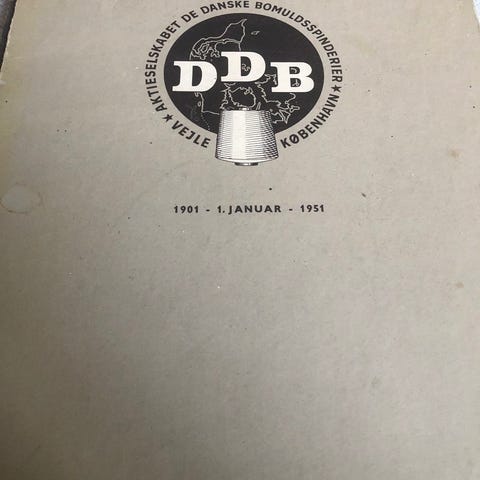 ★ AKTIESELSKABET DE DANSKE BOMULDSSPINDERIER ★
DDB
★ VEJLE
KØBENHAVN ★
1901 - 1. JANUAR - 1951